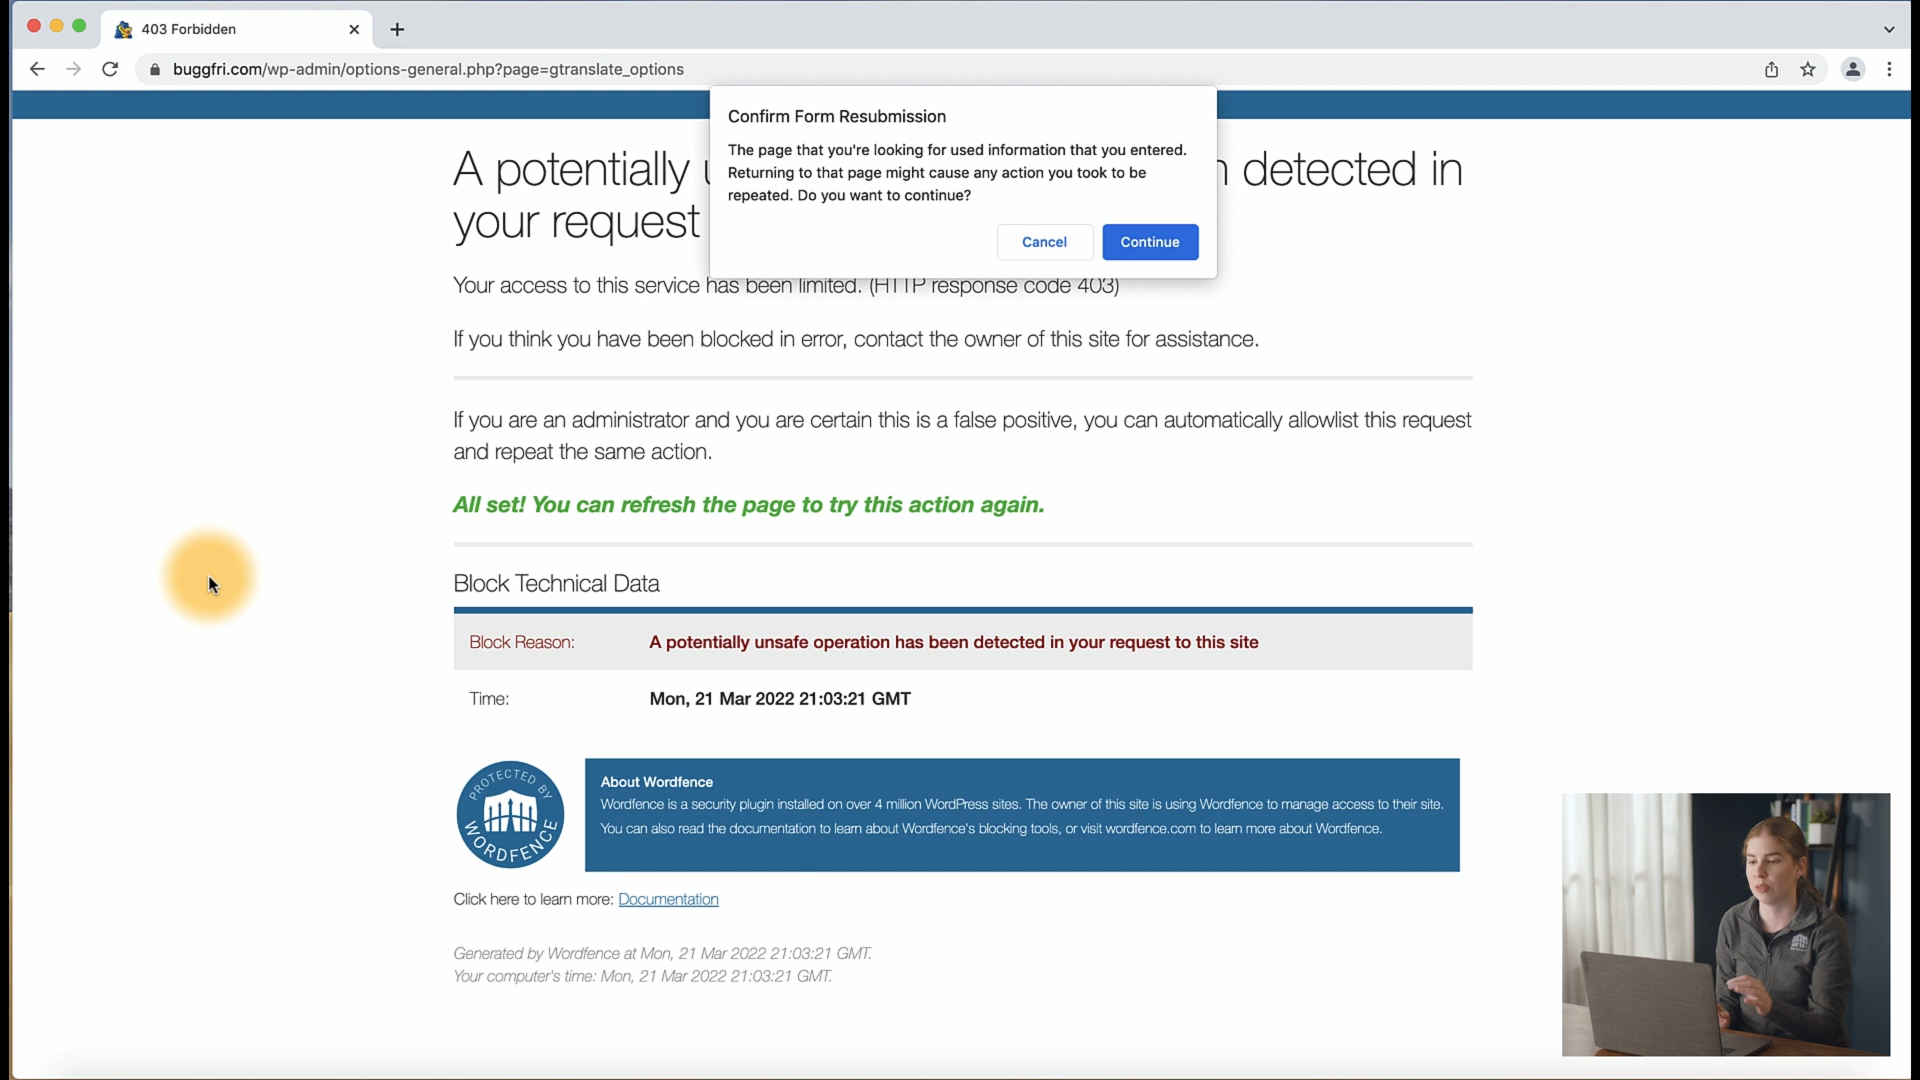 403 Forbidden
buggfri.com/wp-admin/options-general.php?page=gtranslate_options
Confirm Form Resubmission
The page that you're looking for used information that you entered.
Returning to that page might cause any action you took to be
repeated. Do you want to continue?
Cancel
Continue
A potentially
detected in
your request
Your access to this service has been limited. (HTTP response code 403)
If you think you have been blocked in error, contact the owner of this site for assistance.
If you are an administrator and you are certain this is a false positive, you can automatically allowlist this request
and repeat the same action.
All set! You can refresh the page to try this action again.
Block Technical Data
Block Reason: A potentially unsafe operation has been detected in your request to this site
Time: Mon, 21 Mar 2022 21:03:21 GMT
PROTECTED BY
WORDFENCE
About Wordfence
Wordfence is a security plugin installed on over 4 million WordPress sites. The owner of this site is using Wordfence to manage access to their site.
You can also read the documentation to learn about Wordfence's blocking tools, or visit wordfence.com to learn more about Wordfence.
Click here to learn more: Documentation
Generated by Wordfence at Mon, 21 Mar 2022 21:03:21 GMT.
Your computer's time: Mon, 21 Mar 2022 21:03:21 GMT.